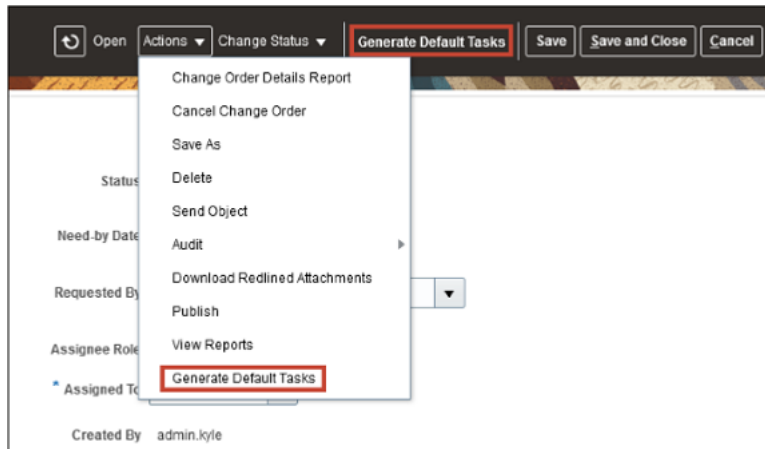 Open Actions Change Status Generate Default Tasks Save Save and Close Cancel
Change Order Details Report
Cancel Change Order
Save As
Status
Delete
Send Object
Need-by Date
Audit
Download Redlined Attachments
Requested By
Publish
View Reports
Assignee Role
Generate Default Tasks
* Assigned To
Created By admin.kyle